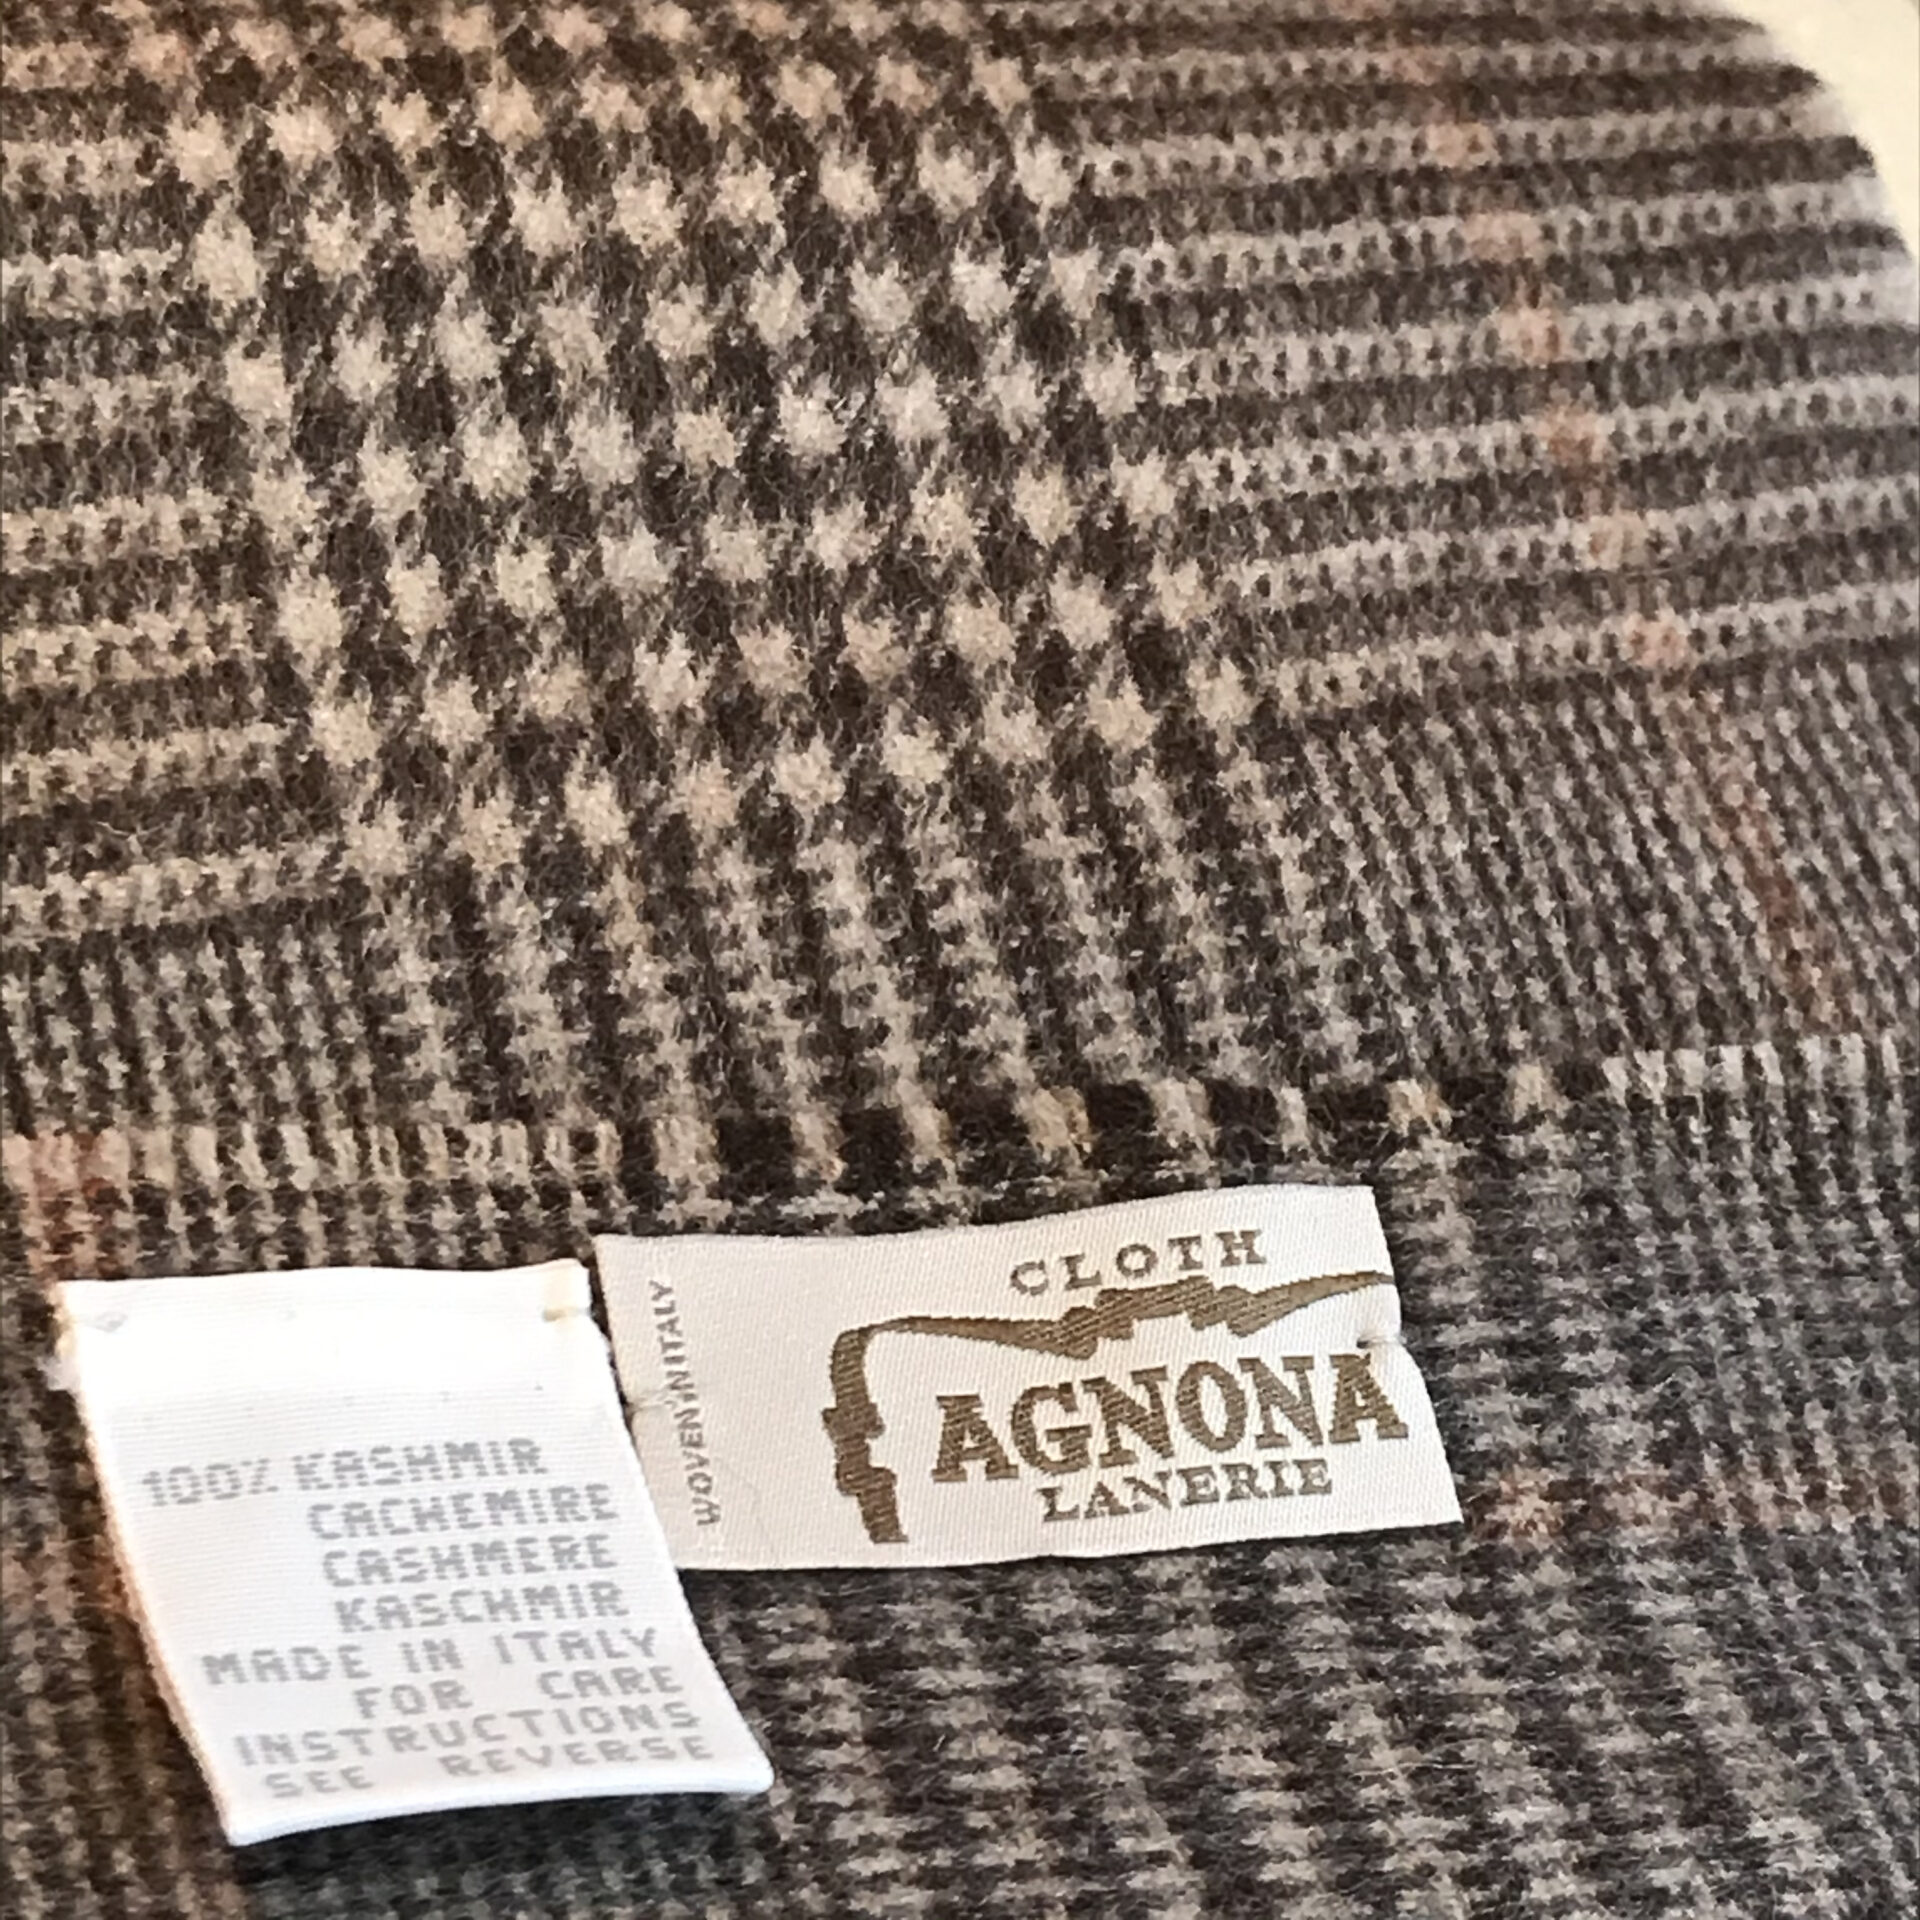 100% KASHMIR
CACHEMIRE
CASHMERE
KASCHMIR
MADE IN ITALY
FOR CARE
INSTRUCTIONS
SEE REVERSE
WOVEN IN ITALY
CLOTH
AGNONA
LANERIE